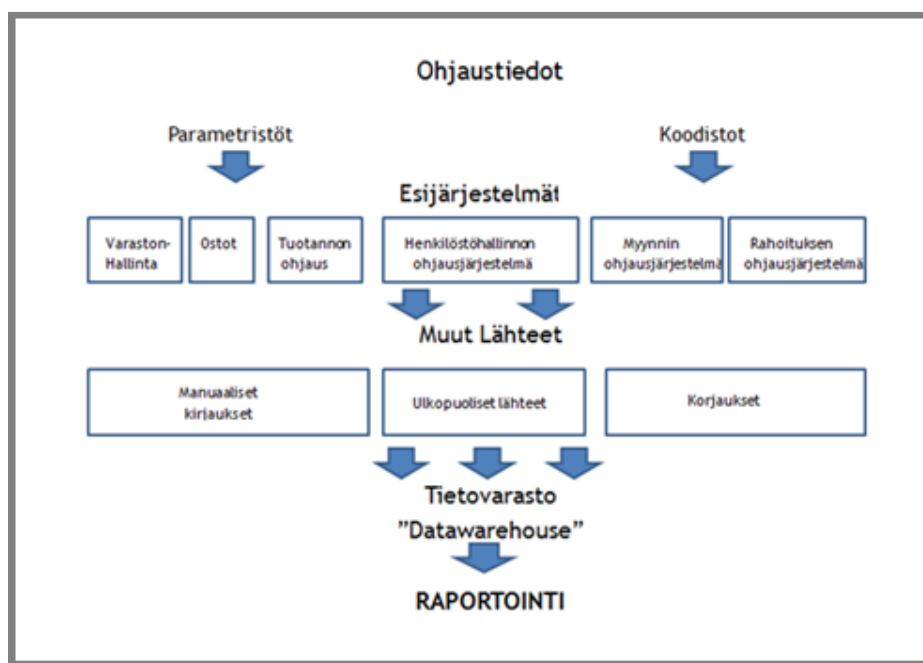 Ohjaustiedot
Parametristöt
Koodistot
Esijärjestelmät
Varaston-
Hallinta
Ostot
Tuotannon
ohjaus
Henkilöstöhallinnon
ohjausjärjestelmä
Myynnin
ohjausjärjestelmä
Rahoituksen
ohjausjärjestelmä
Muut Lähteet
Manuaaliset
kirjaukset
Ulkopuoliset lähteet
Korjaukset
Tietovarasto
”Datawarehouse”
RAPORTOINTI